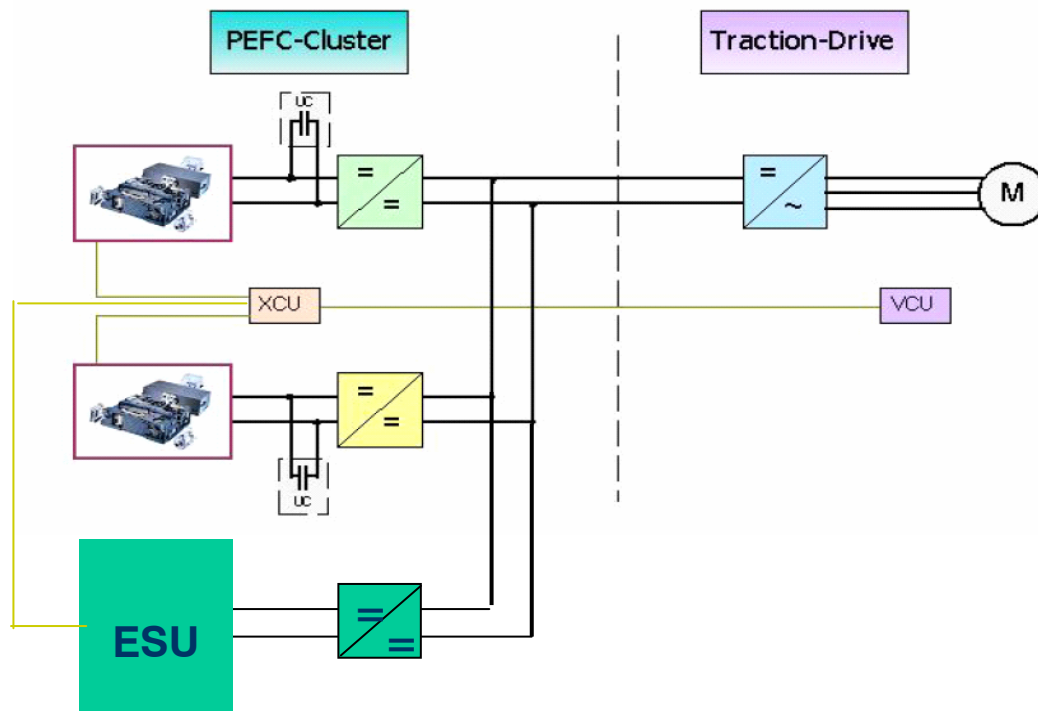 PEFC-Cluster
Traction-Drive
UC
=
=
=
~
M
XCU
VCU
=
=
UC
ESU
=
=